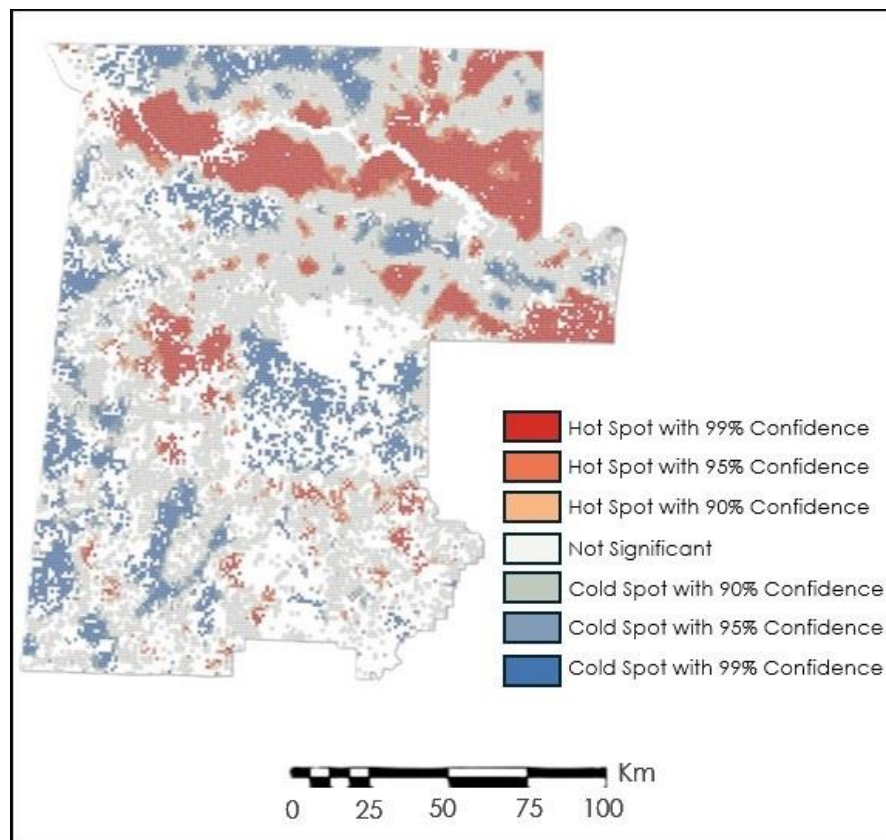 Hot Spot with 99% Confidence
Hot Spot with 95% Confidence
Hot Spot with 90% Confidence
Not Significant
Cold Spot with 90% Confidence
Cold Spot with 95% Confidence
Cold Spot with 99% Confidence
Km
0 25 50 75 100